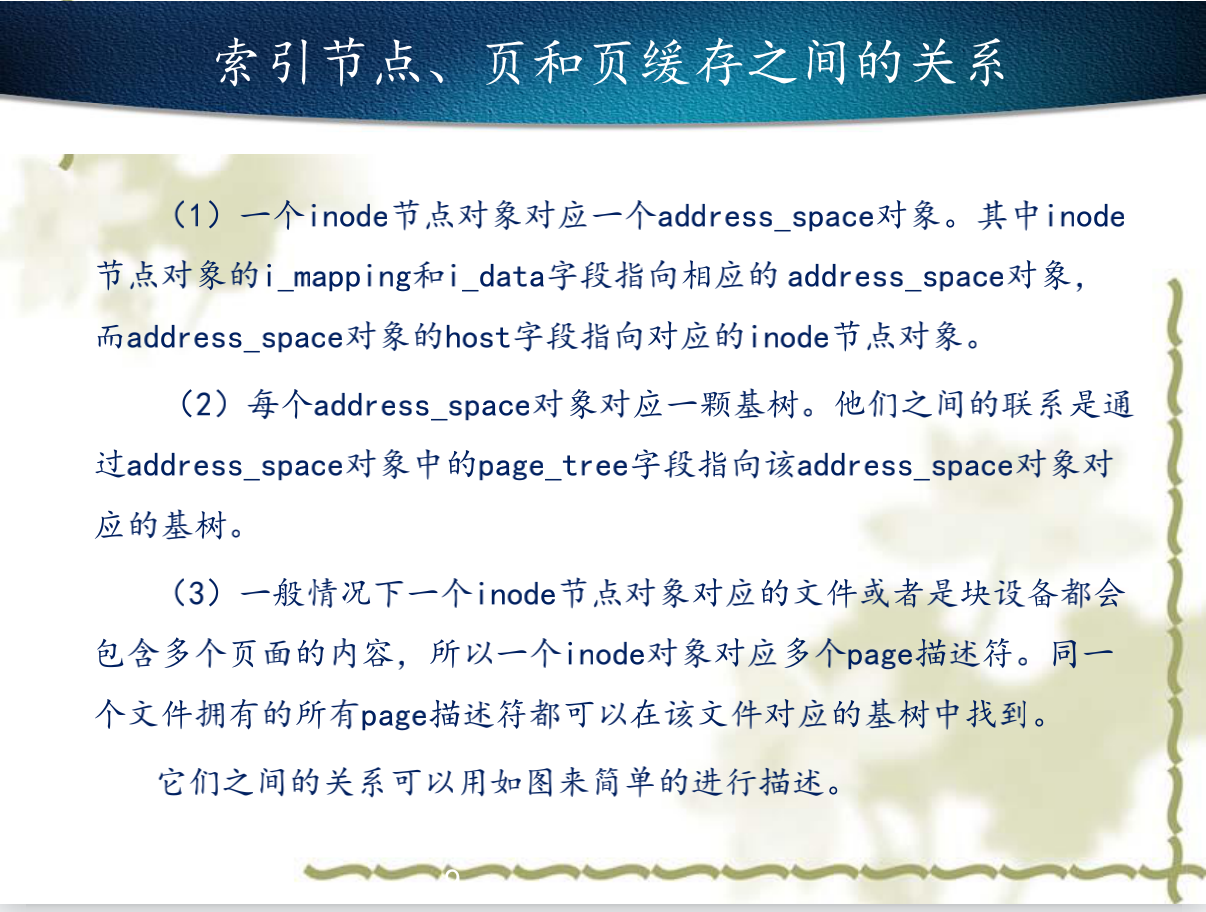 索引节点、页和页缓存之间的关系
（1）一个inode节点对象对应一个address_space对象。其中inode
节点对象的i_mapping和i_data字段指向相应的 address_space对象，
而address_space对象的host字段指向对应的inode节点对象。
（2）每个address_space对象对应一颗基树。他们之间的联系是通
过address_space对象中的page_tree字段指向该address_space对象对
应的基树。
（3）一般情况下一个inode节点对象对应的文件或者是块设备都会
包含多个页面的内容，所以一个inode对象对应多个page描述符。同一
个文件拥有的所有page描述符都可以在该文件对应的基树中找到。
它们之间的关系可以用如图来简单的进行描述。